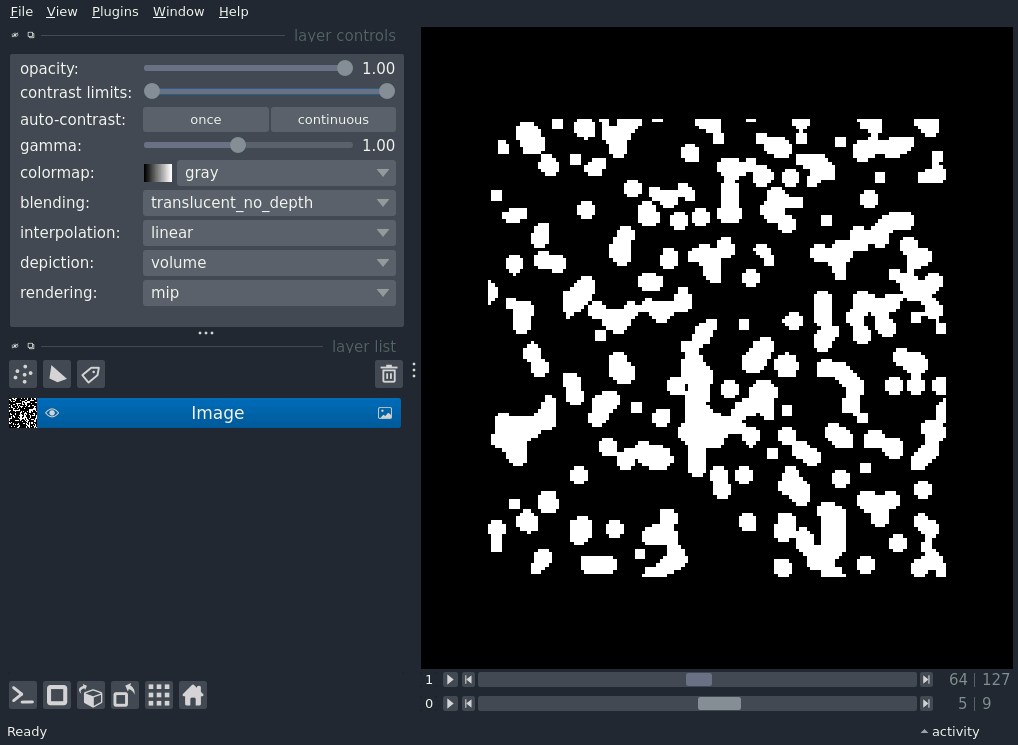 File View Plugins Window Help
layer controls
opacity: 1.00
contrast limits:
auto-contrast: once continuous
gamma: 1.00
colormap: gray
blending: translucent_no_depth
interpolation: linear
depiction: volume
rendering: mip
layer list
Image
1 64 | 127
0 5 | 9
Ready activity